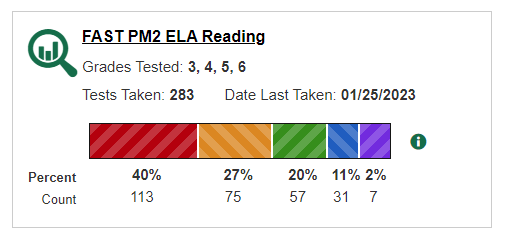 FAST PM2 ELA Reading
Grades Tested: 3, 4, 5, 6
Tests Taken: 283 Date Last Taken: 01/25/2023
Percent 40% 27% 20% 11% 2%
Count 113 75 57 31 7